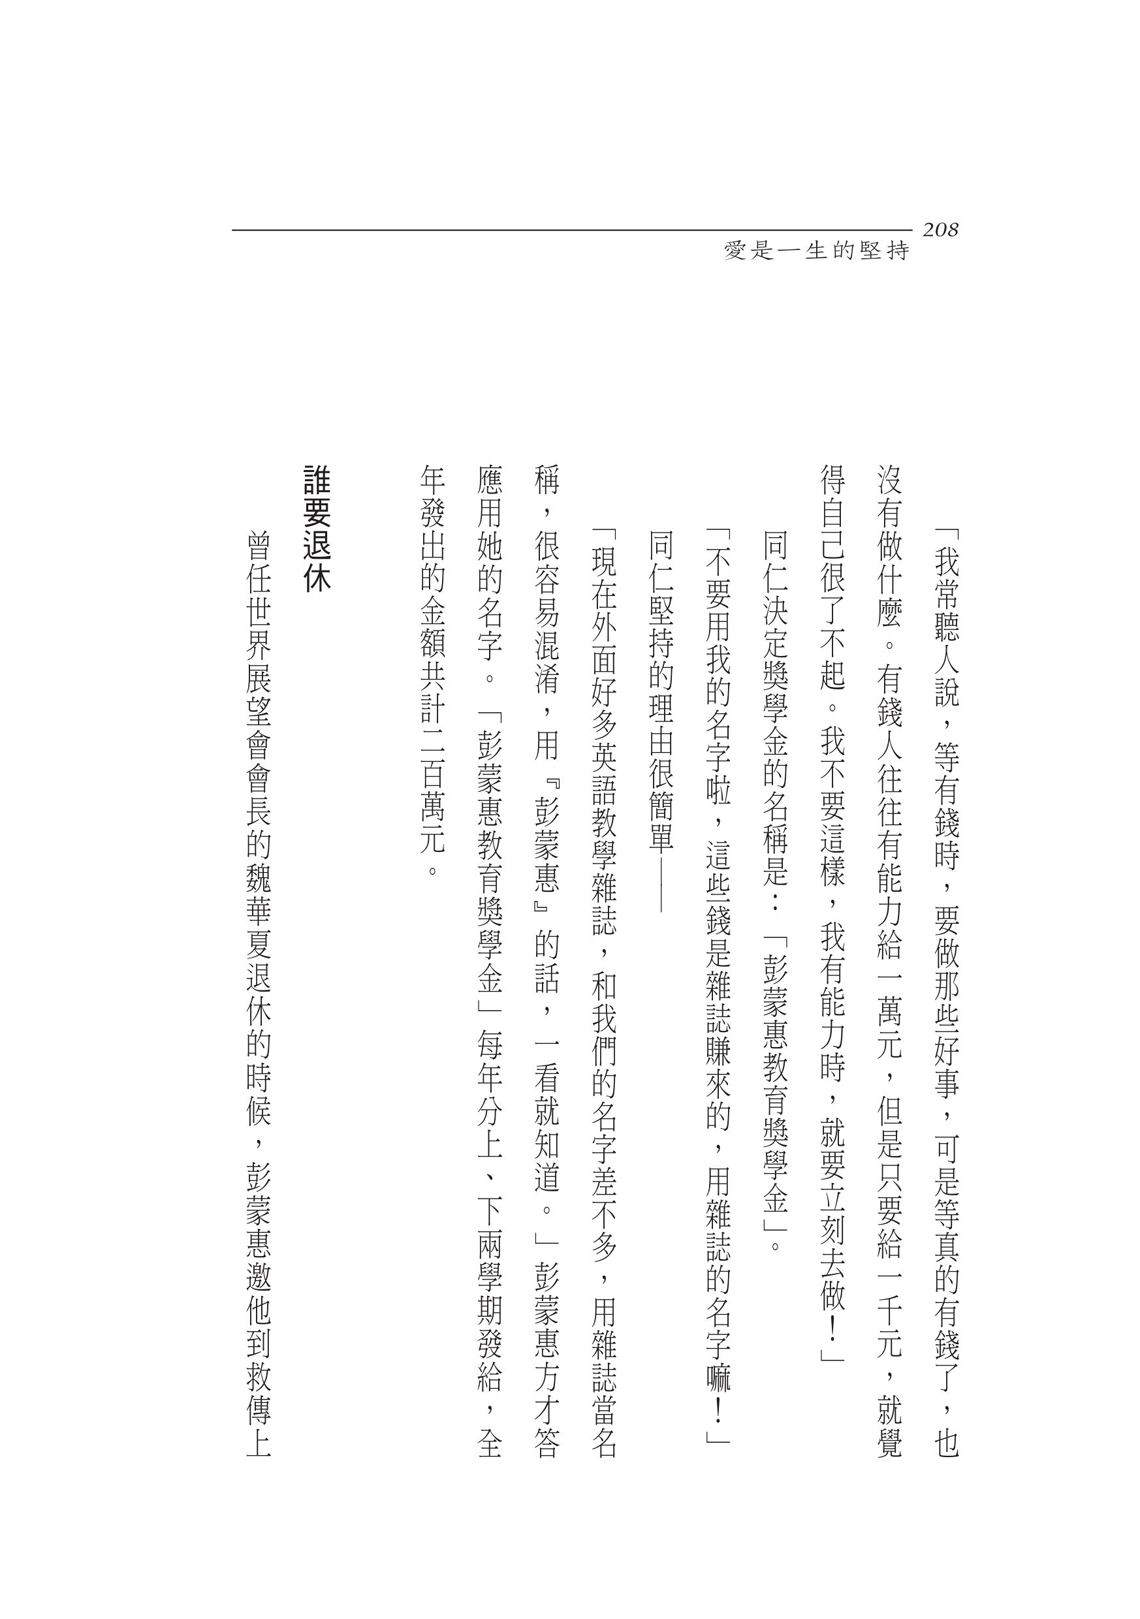 208
愛是一生的堅持
「我常聽人說，等有錢時，要做那些好事，可是等真的有錢了，也
沒有做什麼。有錢人往往有能力給一萬元，但是只要給一千元，就覺
得自己很了不起。我不要這樣，我有能力時，就要立刻去做！」
同仁決定獎學金的名稱是：「彭蒙惠教育獎學金」。
「不要用我的名字啦，這些錢是雜誌賺來的，用雜誌的名字嘛！」
同仁堅持的理由很簡單——
「現在外面好多英語教學雜誌，和我們的名字差不多，用雜誌當名
稱，很容易混淆，用『彭蒙惠』的話，一看就知道。」彭蒙惠方才答
應用她的名字。「彭蒙惠教育獎學金」每年分上、下兩學期發給，全
年發出的金額共計二百萬元。
誰要退休
曾任世界展望會會長的魏華夏退休的時候，彭蒙惠邀他到救傳上